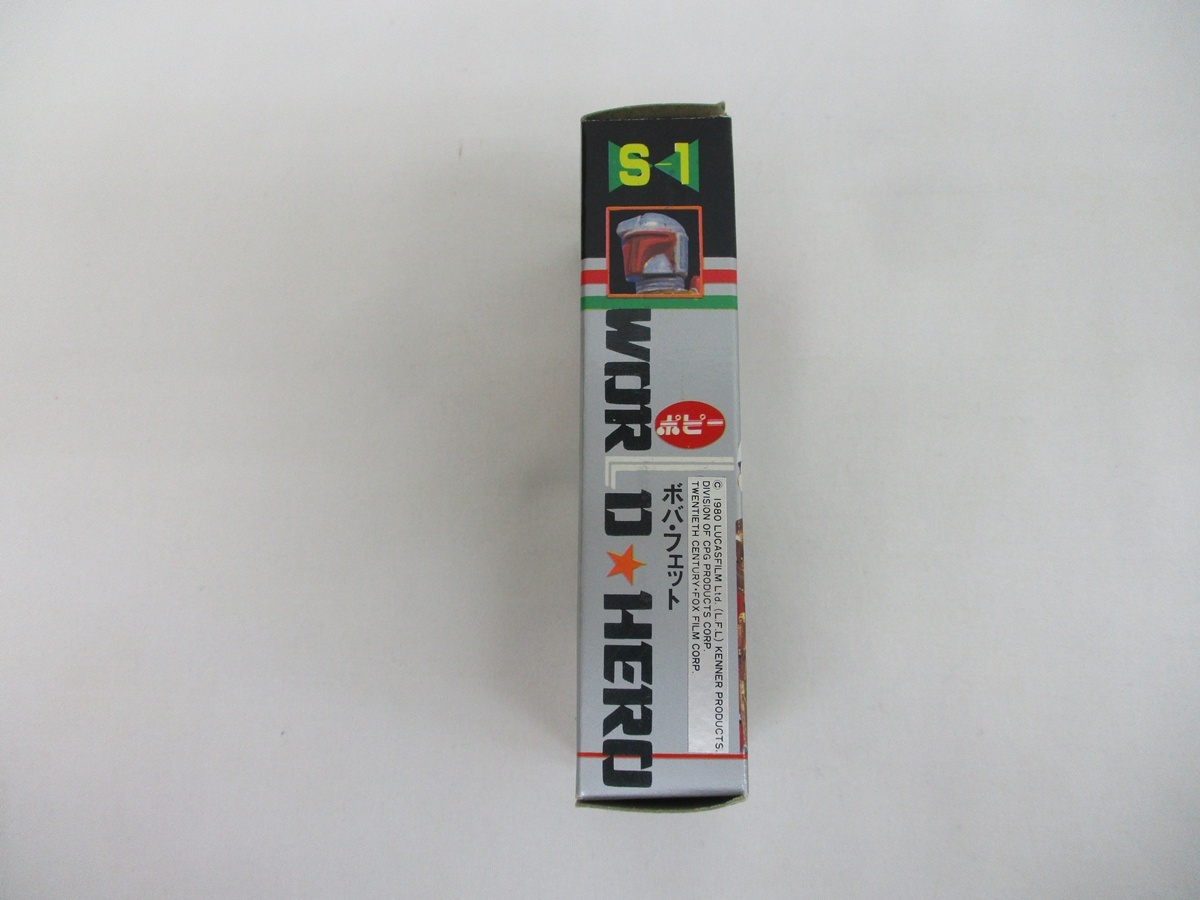 S-1
WORLD★HERO
ポピー
ボバ・フェット
© 1980 LUCASFILM Ltd. (L.F.L) KENNER PRODUCTS.
DIVISION OF CPG PRODUCTS CORP.
TWENTIETH CENTURY-FOX FILM CORP.